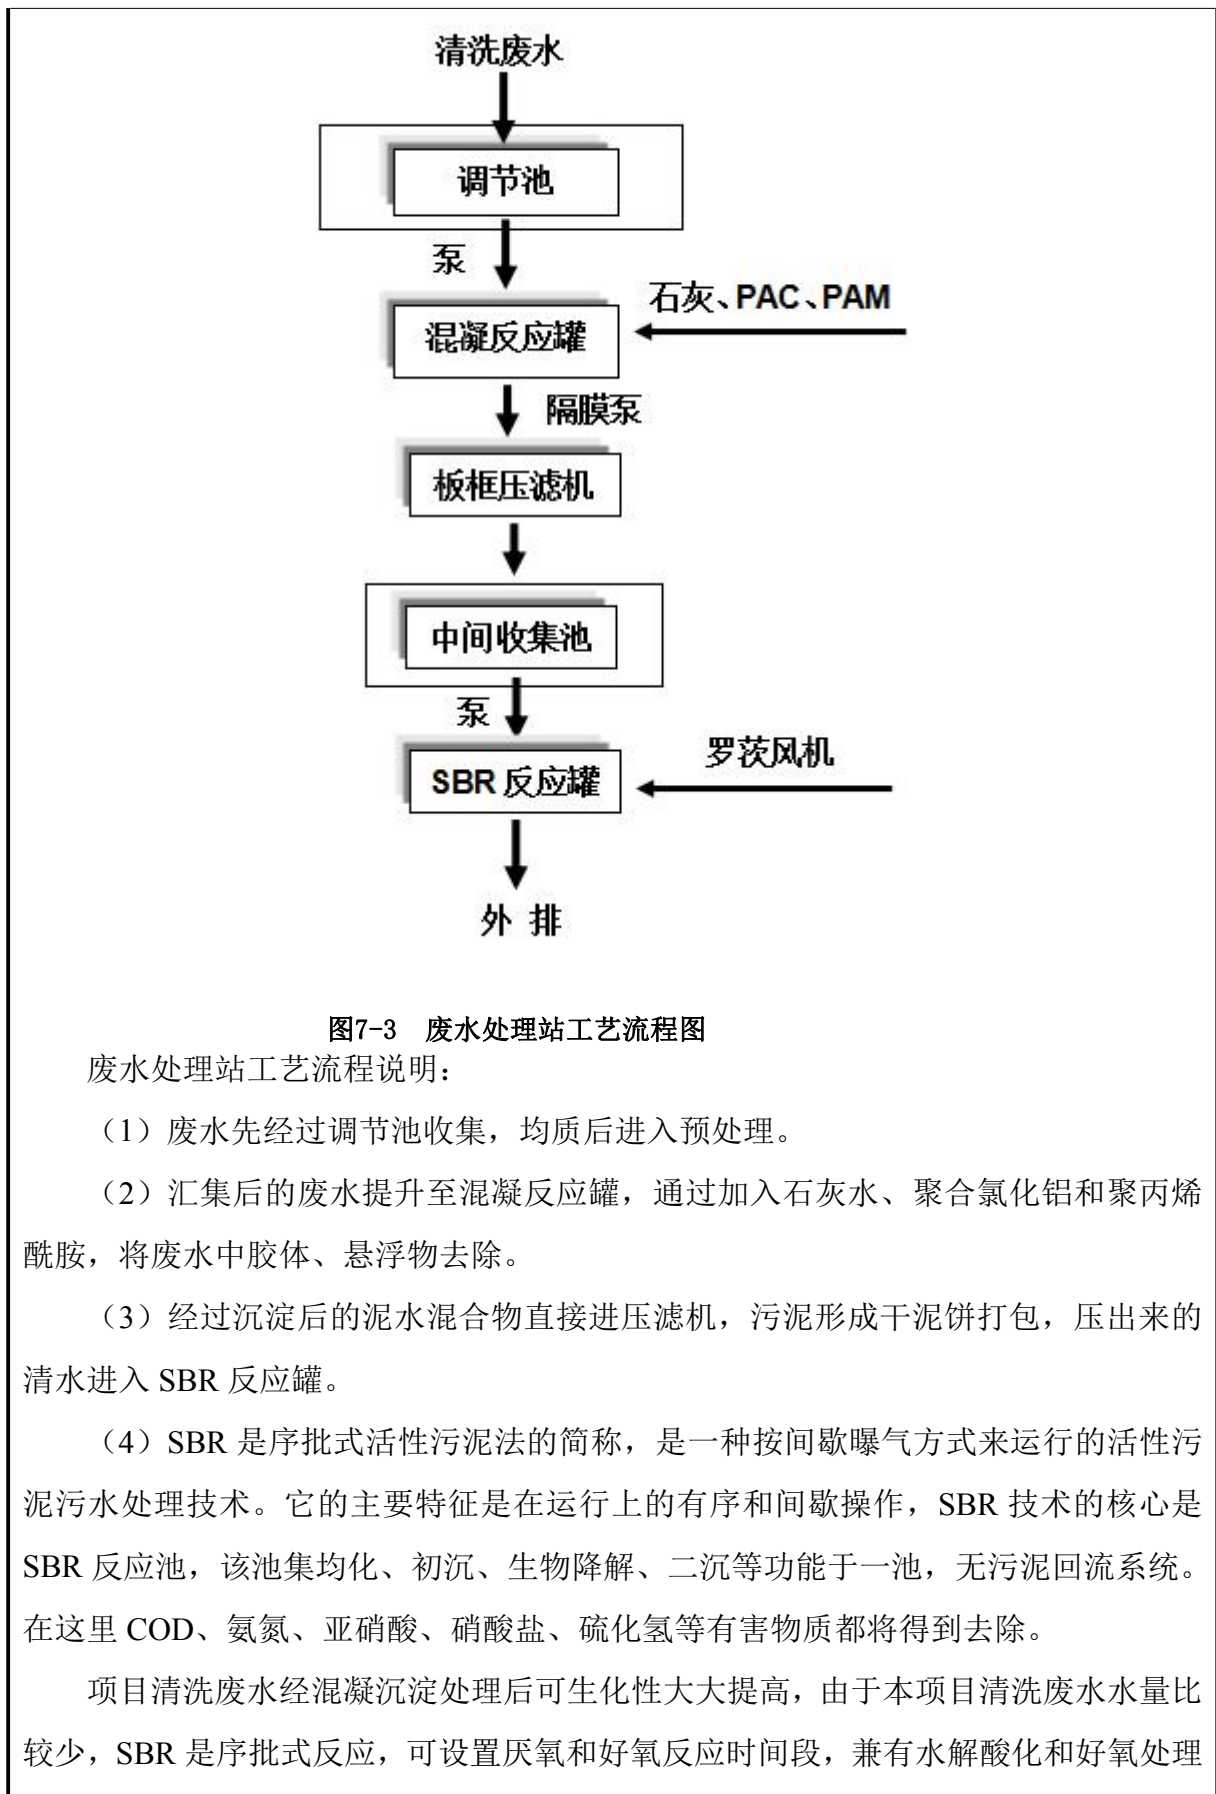 清洗废水
调节池
泵
石灰、PAC、PAM
混凝反应罐
隔膜泵
板框压滤机
中间收集池
泵
罗茨风机
SBR 反应罐
外 排
图7-3 废水处理站工艺流程图
废水处理站工艺流程说明：
（1）废水先经过调节池收集，均质后进入预处理。
（2）汇集后的废水提升至混凝反应罐，通过加入石灰水、聚合氯化铝和聚丙烯
酰胺，将废水中胶体、悬浮物去除。
（3）经过沉淀后的泥水混合物直接进压滤机，污泥形成干泥饼打包，压出来的
清水进入 SBR 反应罐。
（4）SBR 是序批式活性污泥法的简称，是一种按间歇曝气方式来运行的活性污
泥污水处理技术。它的主要特征是在运行上的有序和间歇操作，SBR 技术的核心是
SBR 反应池，该池集均化、初沉、生物降解、二沉等功能于一池，无污泥回流系统。
在这里 COD、氨氮、亚硝酸、硝酸盐、硫化氢等有害物质都将得到去除。
项目清洗废水经混凝沉淀处理后可生化性大大提高，由于本项目清洗废水水量比
较少，SBR 是序批式反应，可设置厌氧和好氧反应时间段，兼有水解酸化和好氧处理